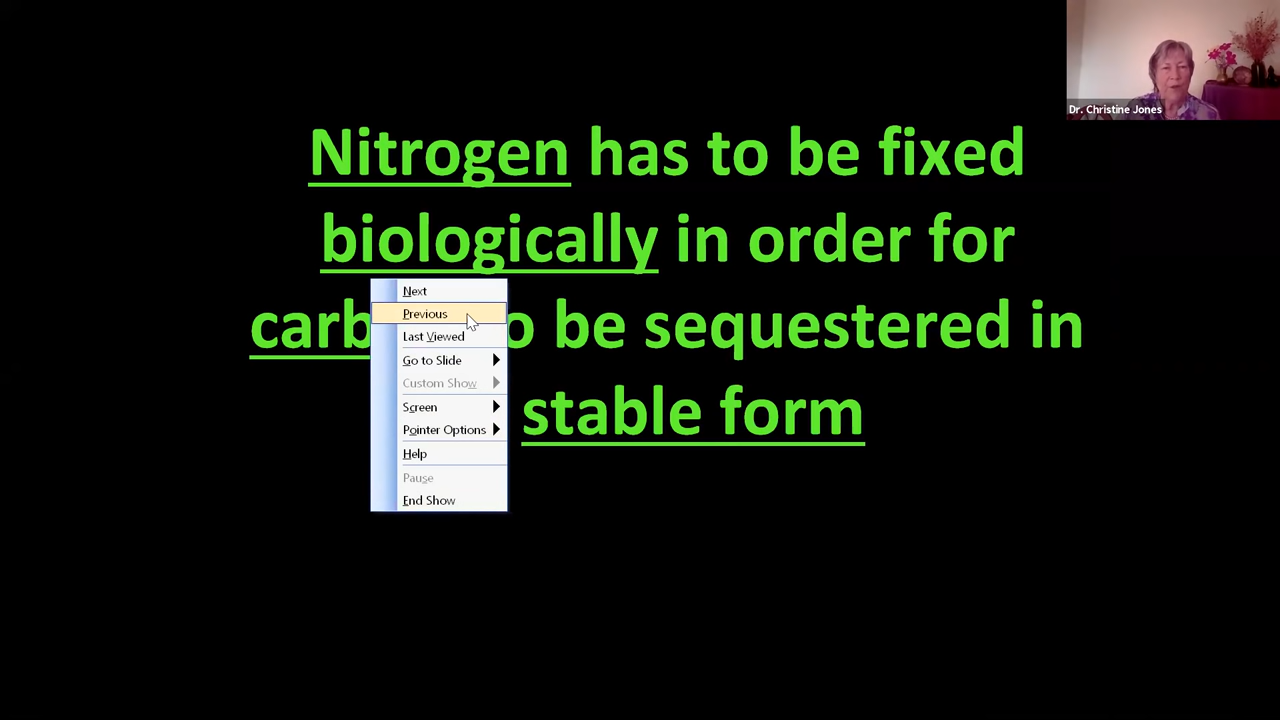 Dr. Christine Jones
Nitrogen has to be fixed
biologically in order for
carb o be sequestered in
stable form
Next
Previous
Last Viewed
Go to Slide
Custom Show
Screen
Pointer Options
Help
Pause
End Show